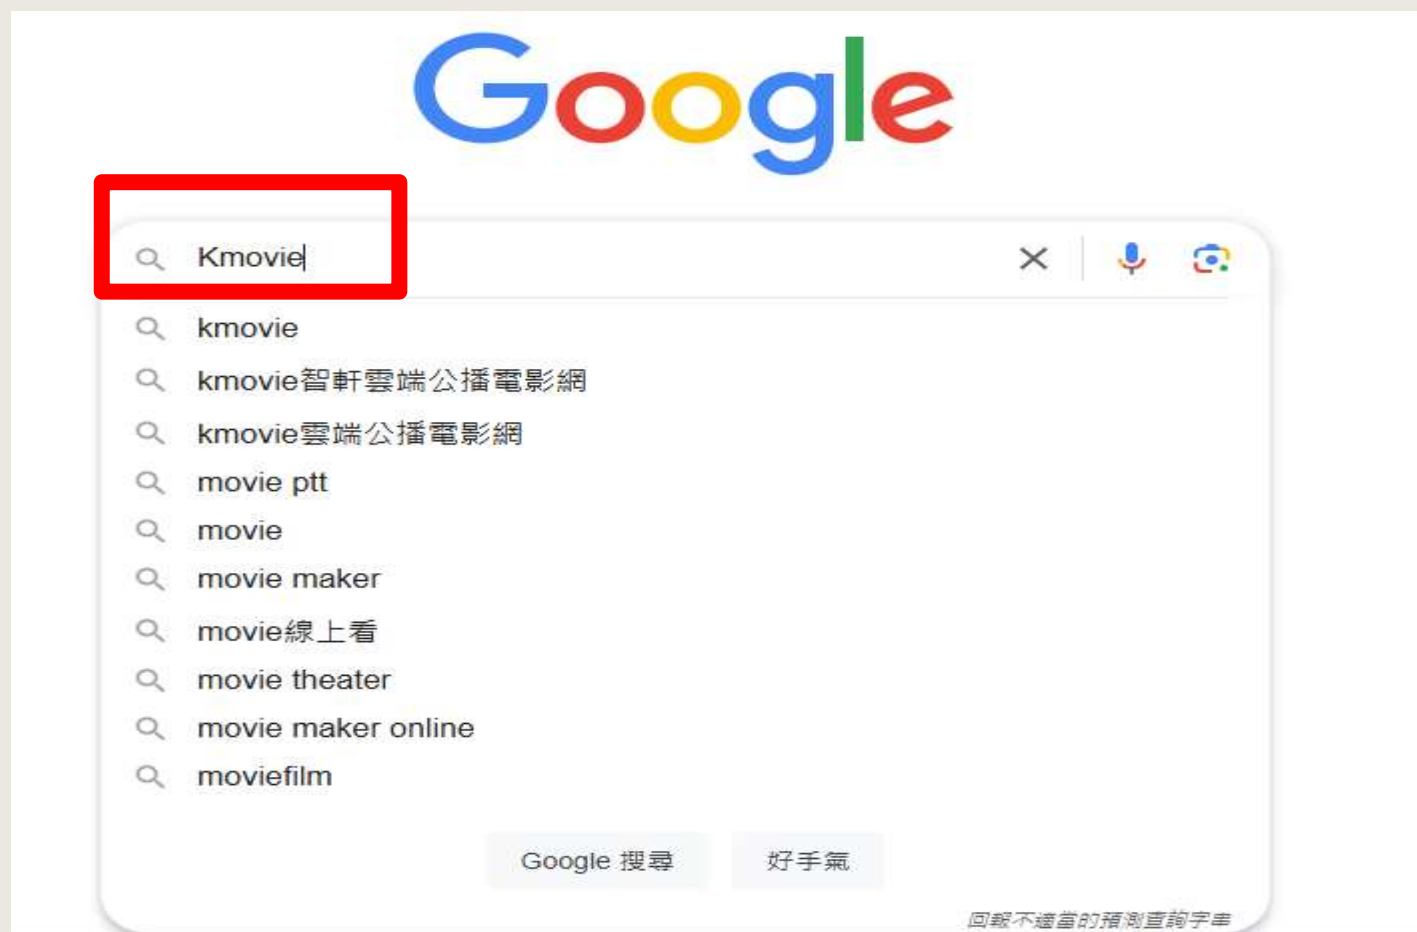 Google
Kmovie
kmovie
kmovie智軒雲端公播電影網
kmovie雲端公播電影網
movie ptt
movie
movie maker
movie線上看
movie theater
movie maker online
moviefilm
Google 搜尋
好手氣
回報不適當的預測查詢字串